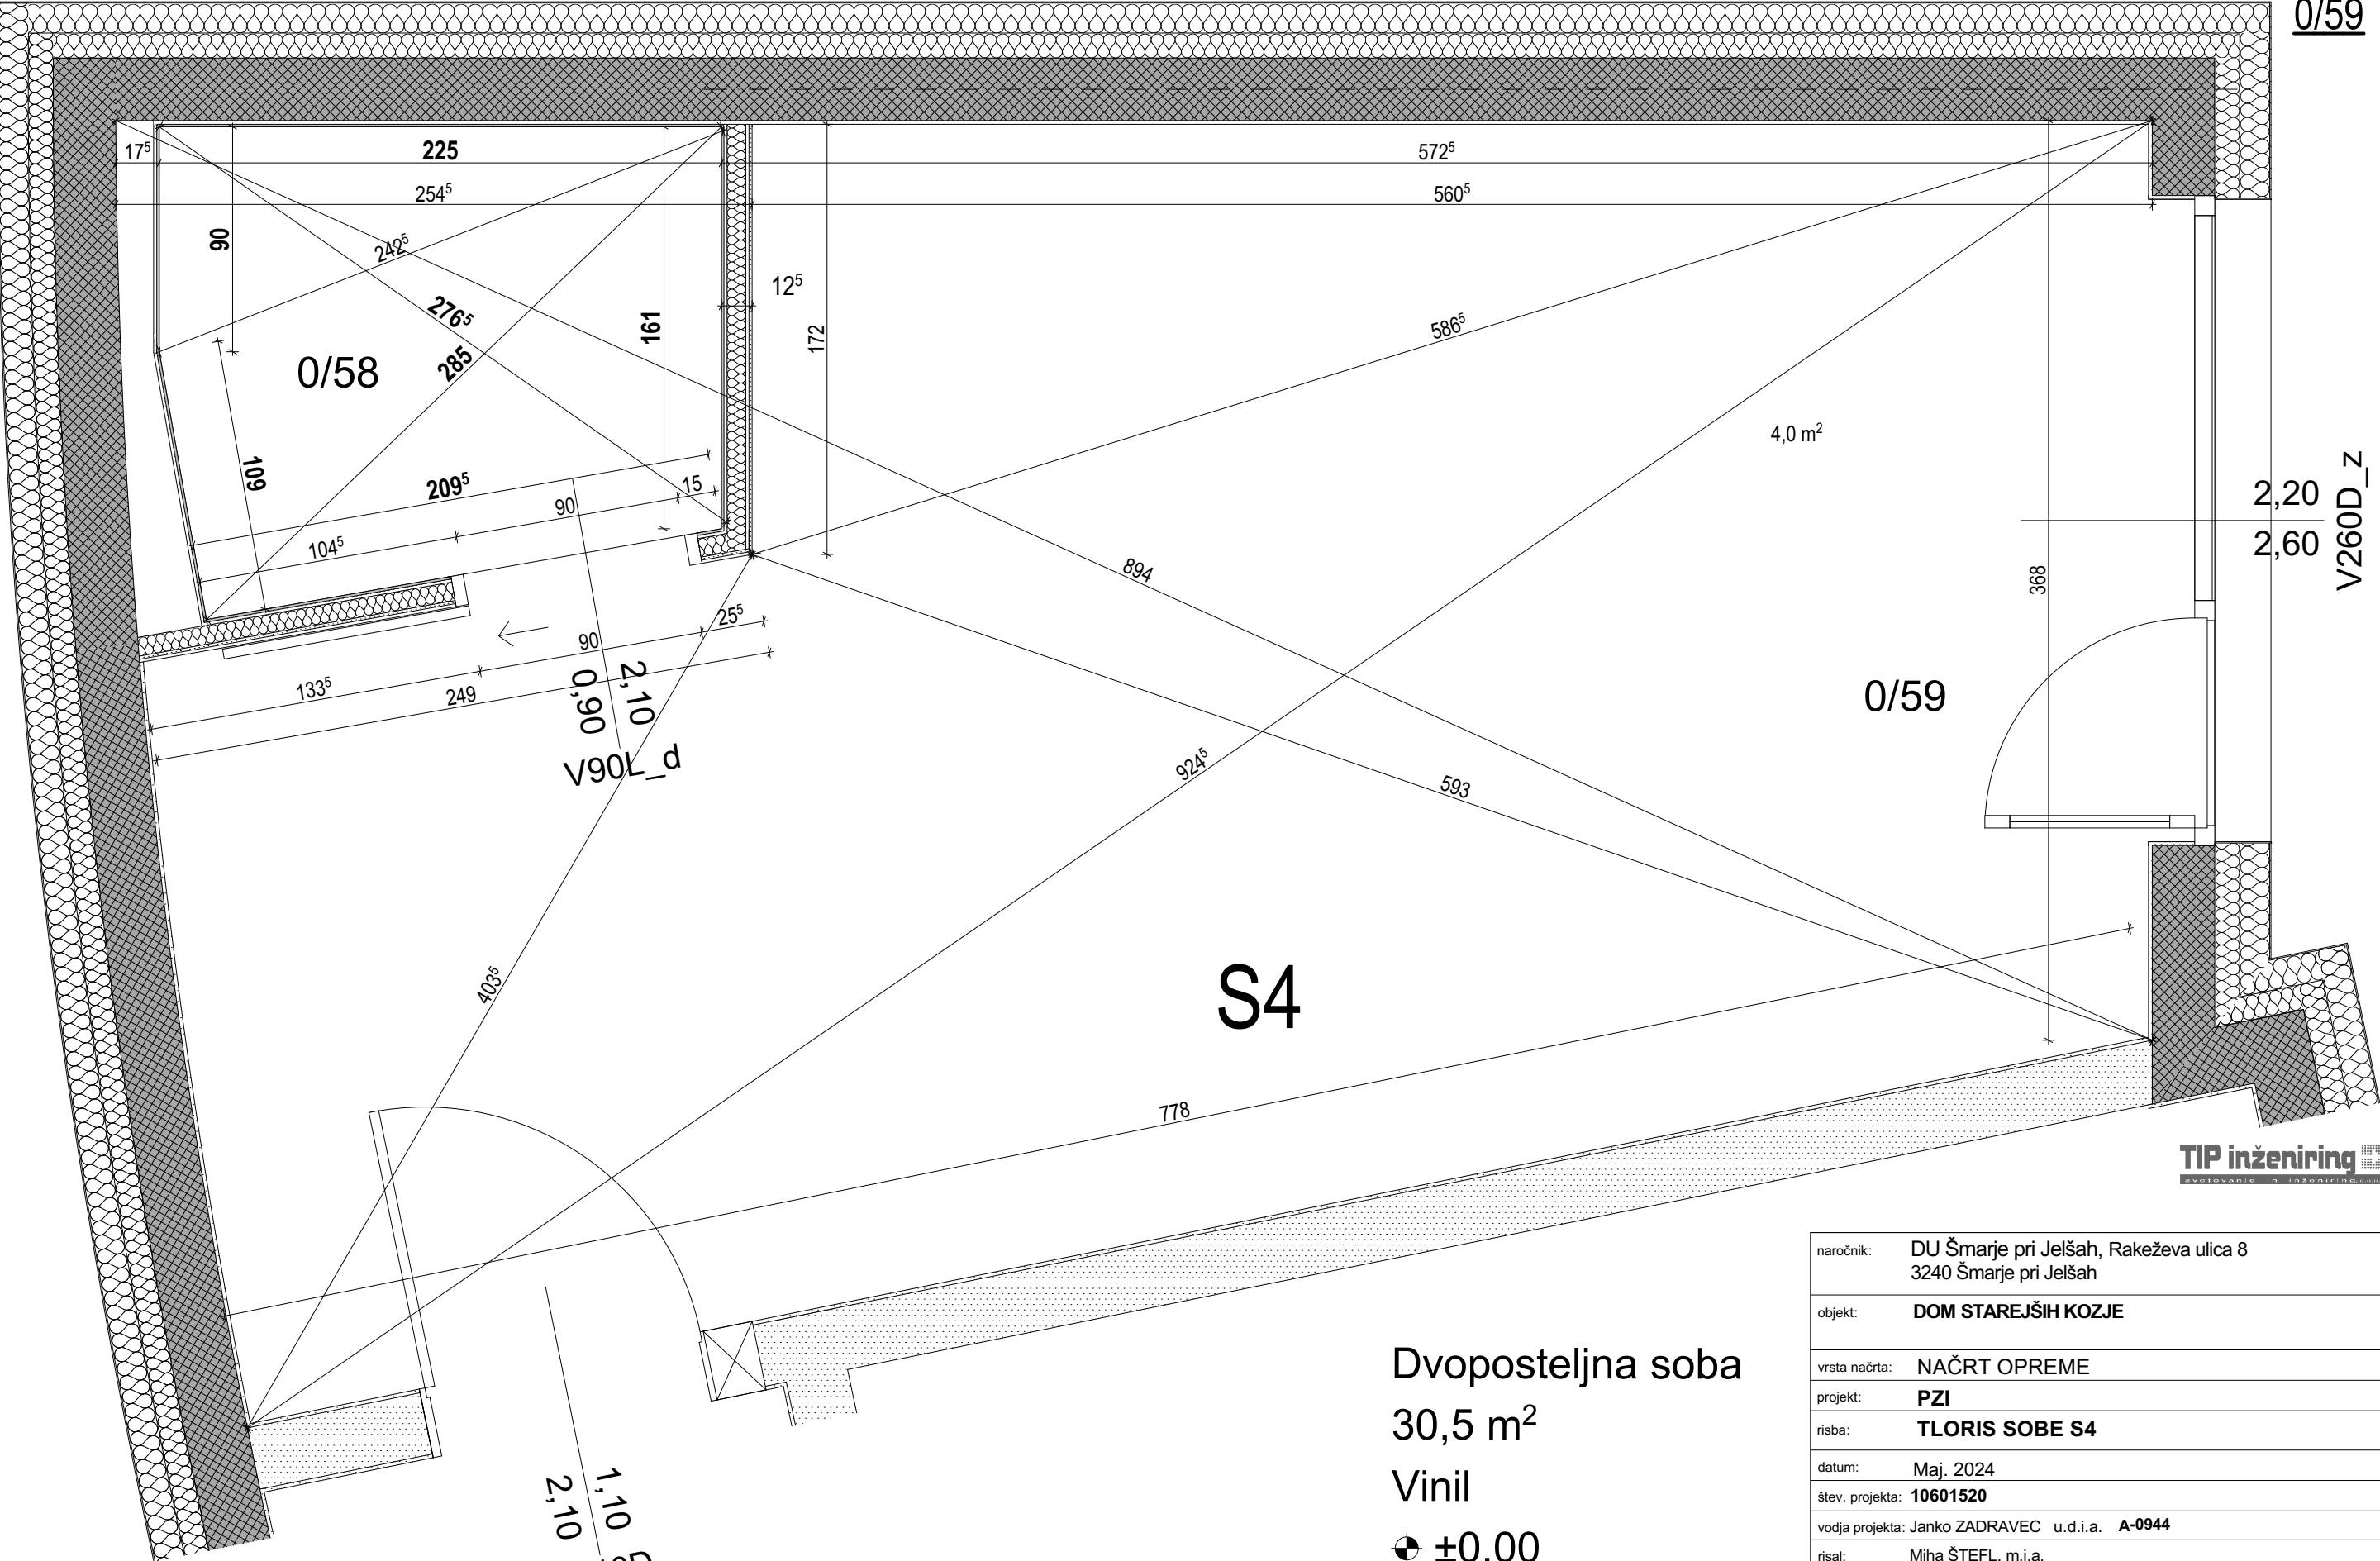 0/59
17⁵
225
572⁵
254⁵
560⁵
90
242⁵
276⁵
285
161
12⁵
172
586⁵
0/58
4,0 m²
109
209⁵
90
15
104⁵
894
368
2,20
2,60
V260D_z
25⁵
90
133⁵
249
2,10
0,90
V90L_d
0/59
924⁵
593
403⁵
S4
778
TIP inženiring
svetovanje in inženiring d.o.o.
naročnik: DU Šmarje pri Jelšah, Rakeževa ulica 8
3240 Šmarje pri Jelšah
objekt: DOM STAREJŠIH KOZJE
vrsta načrta: NAČRT OPREME
projekt: PZI
risba: TLORIS SOBE S4
datum: Maj. 2024
štev. projekta: 10601520
vodja projekta: Janko ZADRAVEC u.d.i.a. A-0944
risal: Miha ŠTEFL, m.i.a.
Dvoposteljna soba
30,5 m²
Vinil
±0,00
1,10
2,10